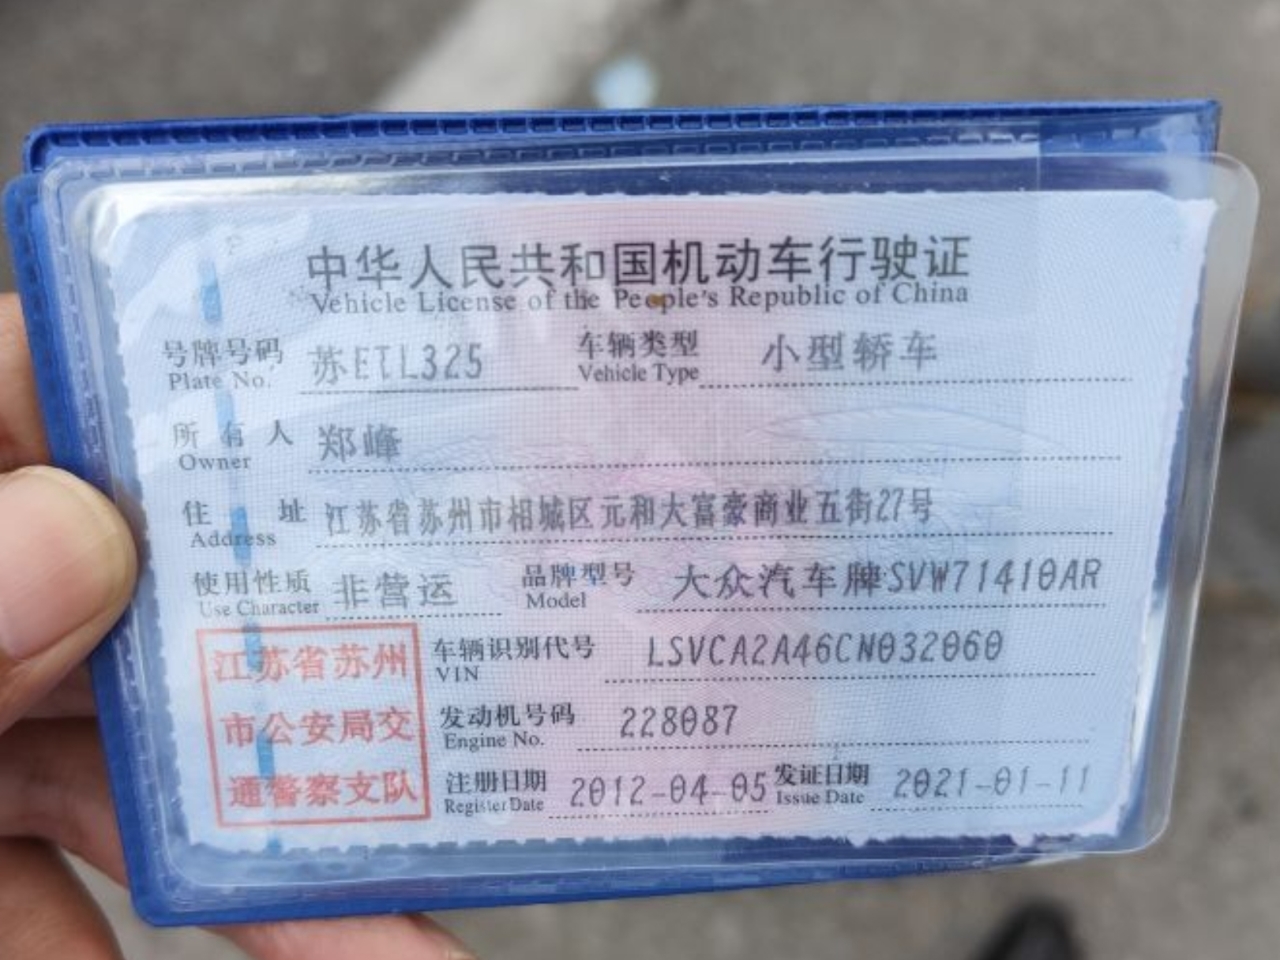 中华人民共和国机动车行驶证
Vehicle License of the People's Republic of China
号牌号码 苏ETL325 车辆类型 小型轿车
Plate No. Vehicle Type
所有人 郑峰
Owner
住址 江苏省苏州市相城区元和大富豪商业五街27号
Address
使用性质 非营运 品牌型号 大众汽车牌SVW71410AR
Use Character Model
江苏省苏州 车辆识别代号 LSVCA2A46CN032060
VIN
市公安局交 发动机号码 228087
Engine No.
通警察支队 注册日期 2012-04-05 发证日期 2021-01-11
Register Date Issue Date